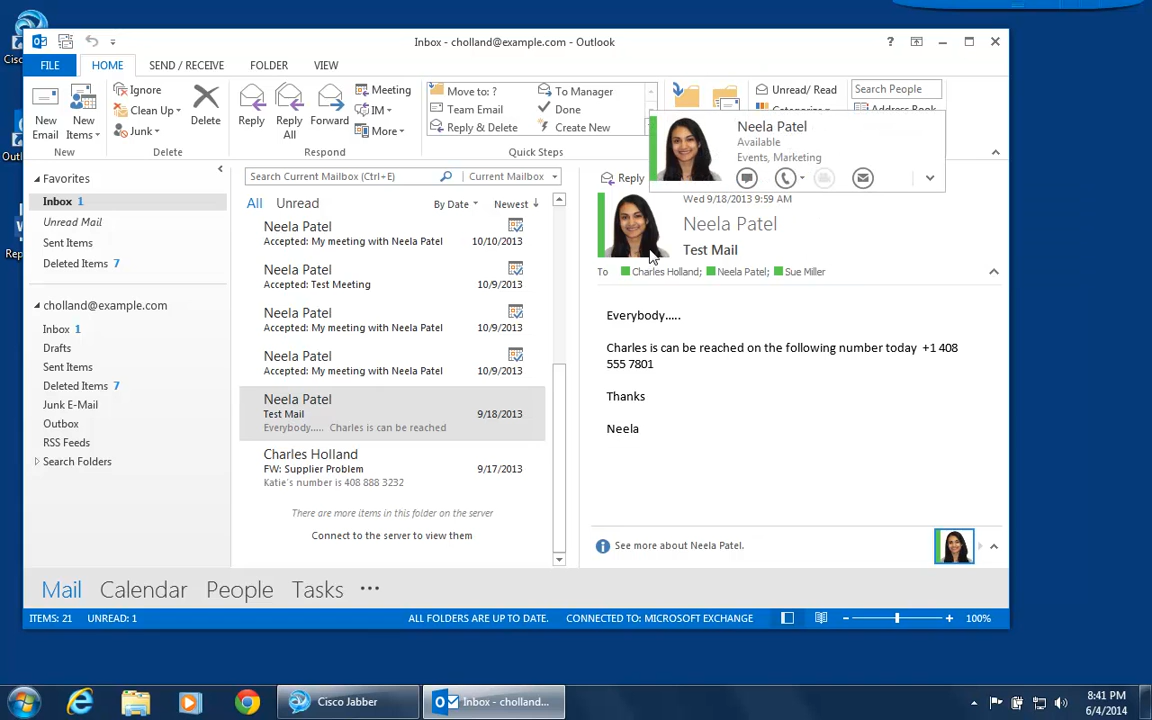 Inbox - cholland@example.com - Outlook
FILE HOME SEND / RECEIVE FOLDER VIEW
New Email
New Items
Ignore
Clean Up
Junk
Delete
Reply
Reply All
Forward
Meeting
IM
More
Move to: ?
Team Email
Reply & Delete
To Manager
Done
Create New
Unread/ Read
Search People
Address Book
New Delete Respond Quick Steps
Neela Patel
Available
Events, Marketing
Favorites
Inbox 1
Unread Mail
Sent Items
Deleted Items 7
cholland@example.com
Inbox 1
Drafts
Sent Items
Deleted Items 7
Junk E-Mail
Outbox
RSS Feeds
Search Folders
Search Current Mailbox (Ctrl+E) Current Mailbox
All Unread By Date Newest
Neela Patel
Accepted: My meeting with Neela Patel 10/10/2013
Neela Patel
Accepted: Test Meeting 10/9/2013
Neela Patel
Accepted: My meeting with Neela Patel 10/9/2013
Neela Patel
Accepted: My meeting with Neela Patel 10/9/2013
Neela Patel
Test Mail 9/18/2013
Everybody..... Charles is can be reached
Charles Holland
FW: Supplier Problem 9/17/2013
Katie's number is 408 888 3232
There are more items in this folder on the server
Connect to the server to view them
Reply
Wed 9/18/2013 9:59 AM
Neela Patel
Test Mail
To Charles Holland; Neela Patel; Sue Miller
Everybody.....
Charles is can be reached on the following number today +1 408
555 7801
Thanks
Neela
See more about Neela Patel.
Mail Calendar People Tasks
ITEMS: 21 UNREAD: 1 ALL FOLDERS ARE UP TO DATE. CONNECTED TO: MICROSOFT EXCHANGE 100%
Cisco Jabber
Inbox - cholland...
8:41 PM
6/4/2014